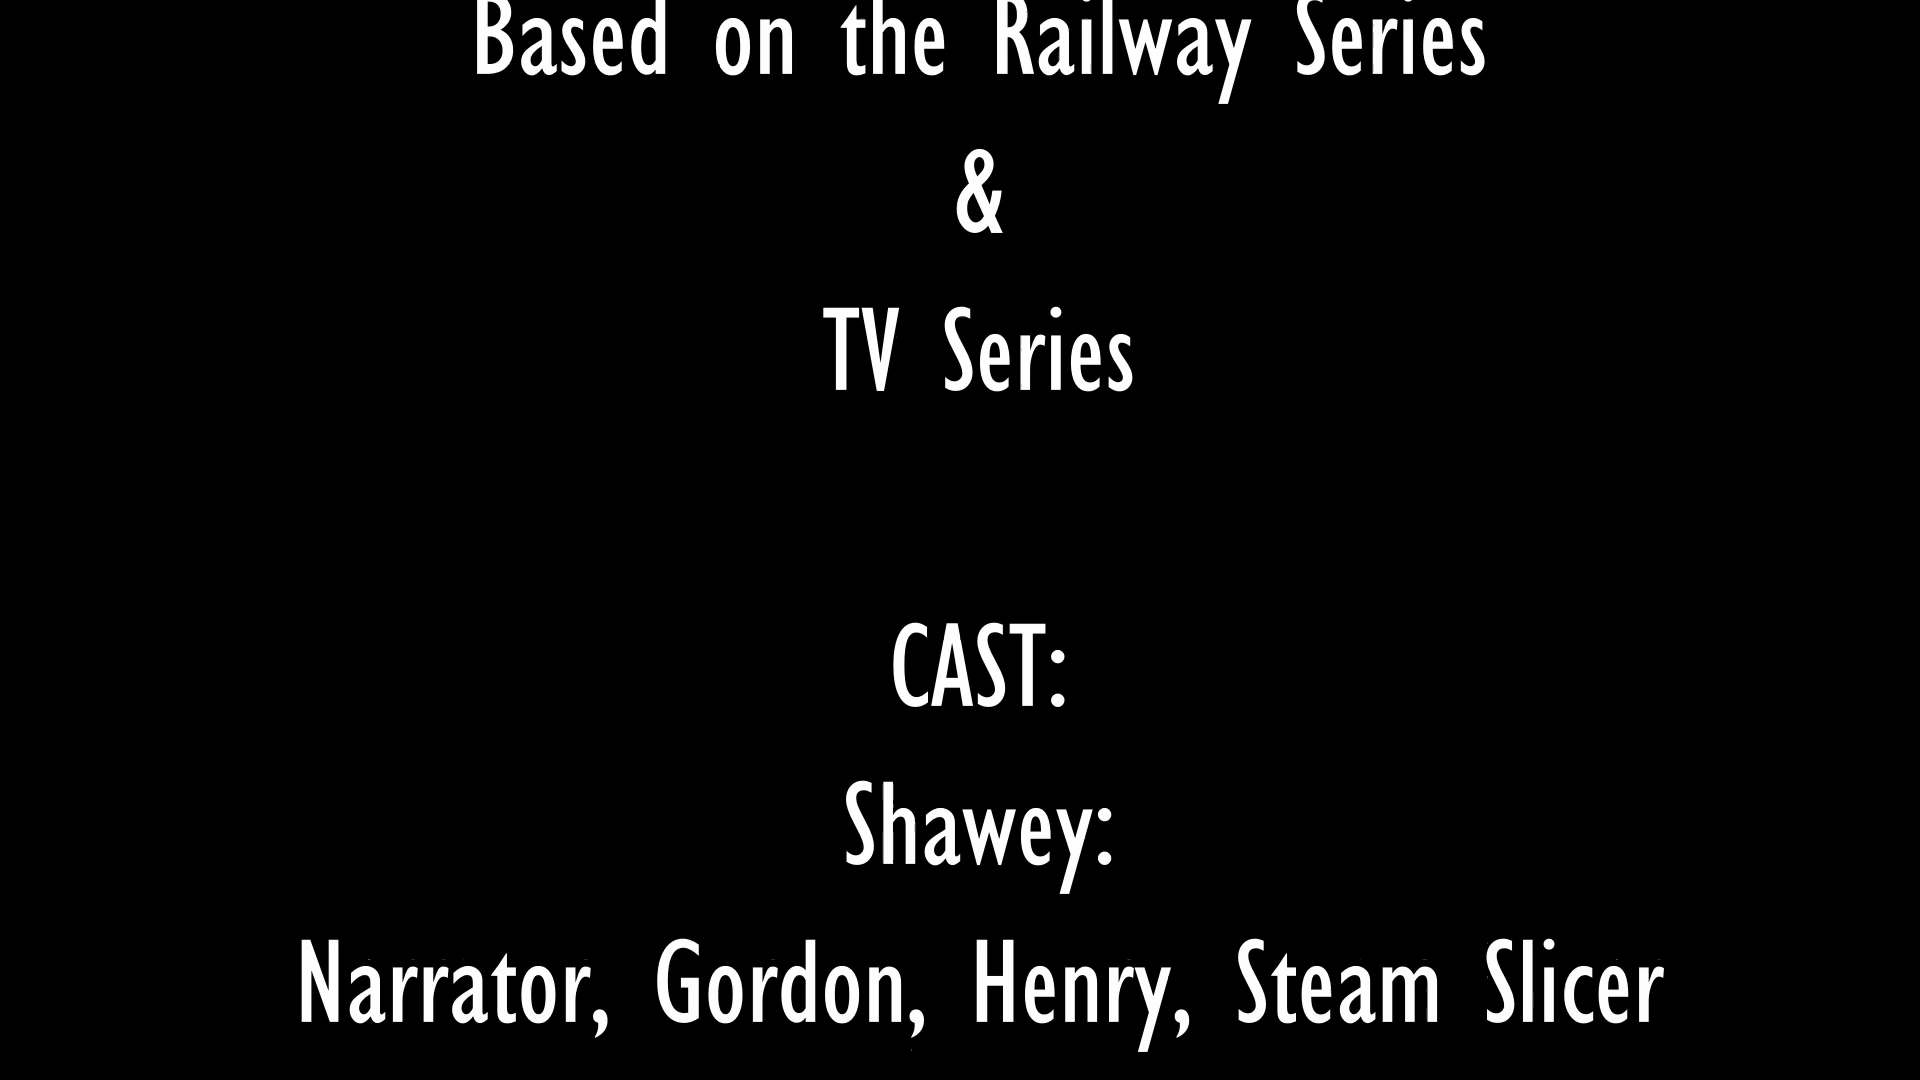 Based on the Railway Series
&
TV Series
CAST:
Shawey:
Narrator, Gordon, Henry, Steam Slicer